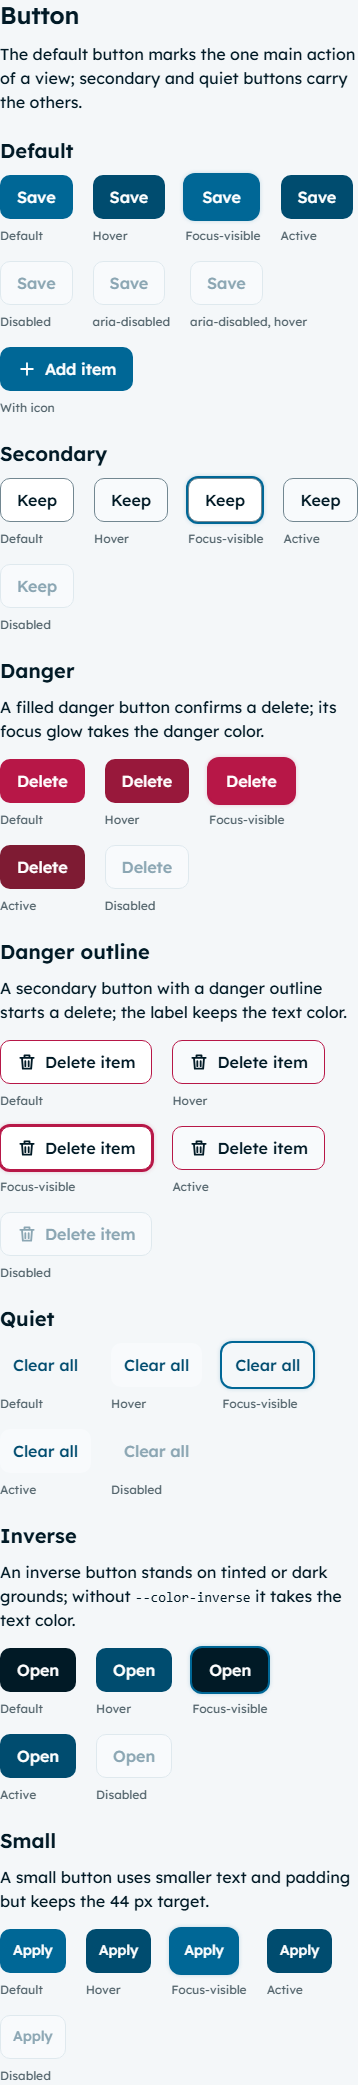 Button
The default button marks the one main action
of a view; secondary and quiet buttons carry
the others.
Default
Save Save Save Save
Default Hover Focus-visible Active
Save Save Save
Disabled aria-disabled aria-disabled, hover
Add item
With icon
Secondary
Keep Keep Keep Keep
Default Hover Focus-visible Active
Keep
Disabled
Danger
A filled danger button confirms a delete; its
focus glow takes the danger color.
Delete Delete Delete
Default Hover Focus-visible
Delete Delete
Active Disabled
Danger outline
A secondary button with a danger outline
starts a delete; the label keeps the text color.
Delete item Delete item
Default Hover
Delete item Delete item
Focus-visible Active
Delete item
Disabled
Quiet
Clear all Clear all Clear all
Default Hover Focus-visible
Clear all Clear all
Active Disabled
Inverse
An inverse button stands on tinted or dark
grounds; without --color-inverse it takes the
text color.
Open Open Open
Default Hover Focus-visible
Open Open
Active Disabled
Small
A small button uses smaller text and padding
but keeps the 44 px target.
Apply Apply Apply Apply
Default Hover Focus-visible Active
Apply
Disabled